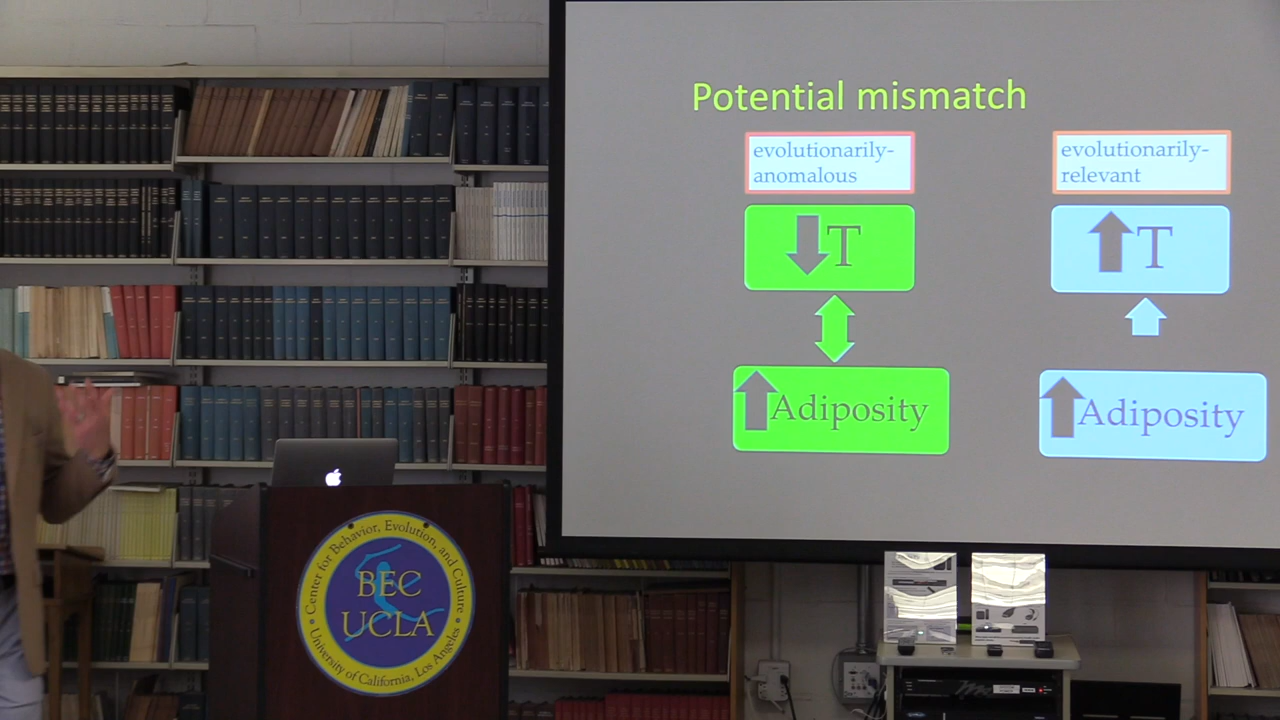 Potential mismatch
evolutionarily-
anomalous
evolutionarily-
relevant
T
T
Adiposity
Adiposity
Center for Behavior, Evolution, and Culture
BEC
UCLA
University of California, Los Angeles